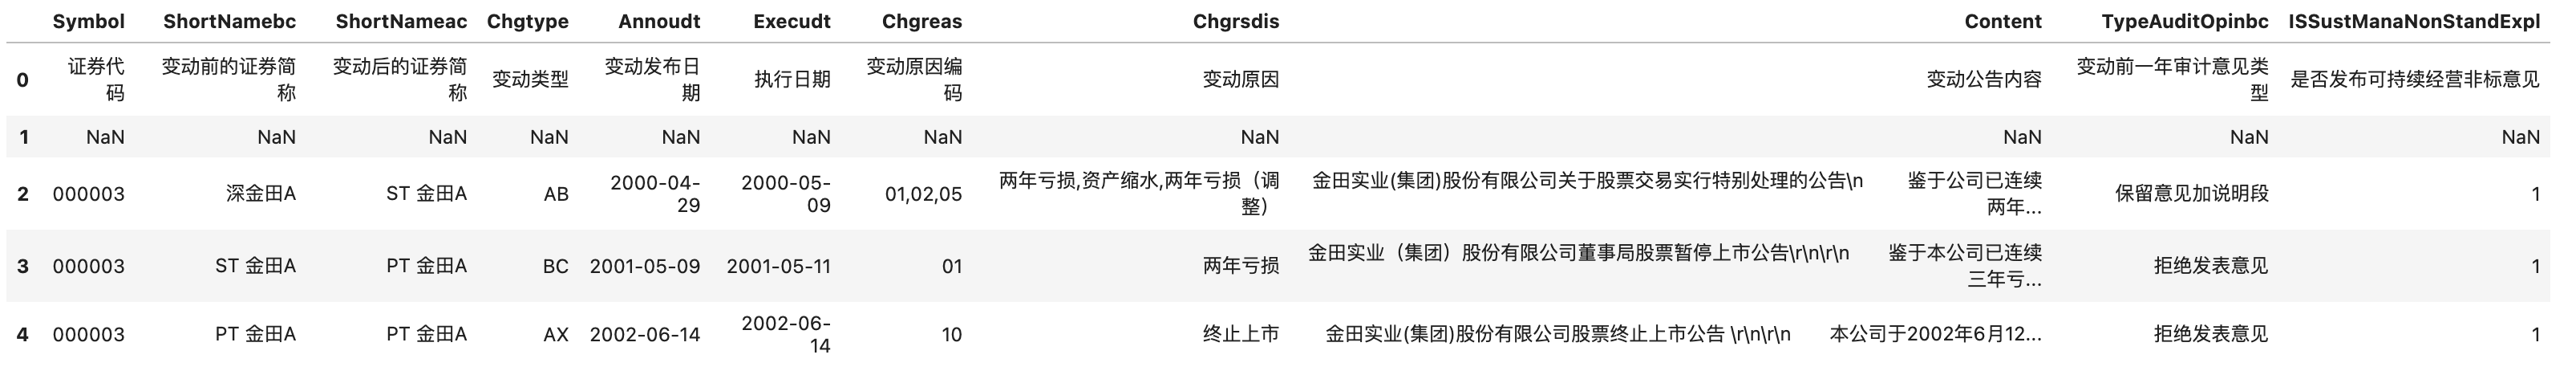 Symbol ShortNamebc ShortNameac Chgtype Annoudt Execudt Chgreas Chgrsdis Content TypeAuditOpinbc ISSustManaNonStandExpl
0 证券代码 变动前的证券简称 变动后的证券简称 变动类型 变动发布日期 执行日期 变动原因编码 变动原因 变动公告内容 变动前一年审计意见类型 是否发布可持续经营非标意见
1 NaN NaN NaN NaN NaN NaN NaN NaN NaN NaN NaN
2 000003 深金田A ST 金田A AB 2000-04-29 2000-05-09 01,02,05 两年亏损,资产缩水,两年亏损（调整） 金田实业(集团)股份有限公司关于股票交易实行特别处理的公告\n 鉴于公司已连续两年... 保留意见加说明段 1
3 000003 ST 金田A PT 金田A BC 2001-05-09 2001-05-11 01 两年亏损 金田实业（集团）股份有限公司董事局股票暂停上市公告\r\n\r\n 鉴于本公司已连续三年亏... 拒绝发表意见 1
4 000003 PT 金田A PT 金田A AX 2002-06-14 2002-06-14 10 终止上市 金田实业(集团)股份有限公司股票终止上市公告 \r\n\r\n 本公司于2002年6月12... 拒绝发表意见 1